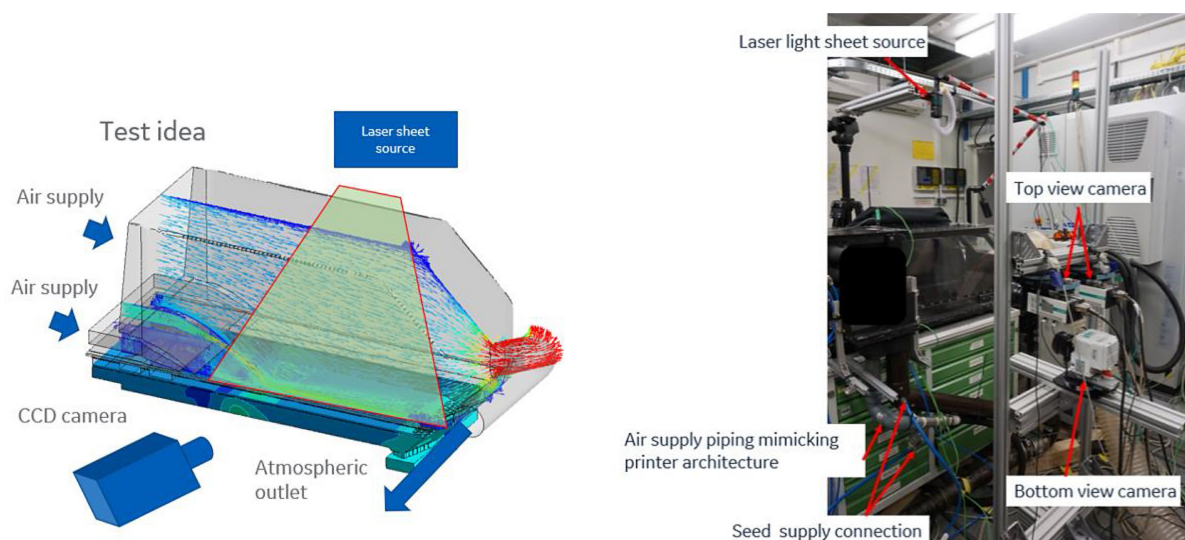 Test idea
Laser sheet
source
Air supply
Air supply
CCD camera
Atmospheric
outlet
Laser light sheet source
Top view camera
Air supply piping mimicking
printer architecture
Bottom view camera
Seed supply connection